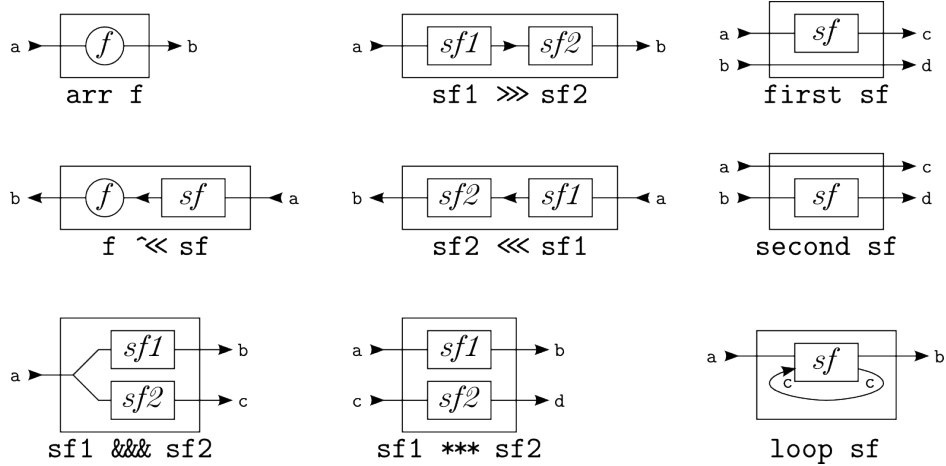 a f b
arr f
a sf1 sf2 b
sf1 >>> sf2
a sf c
b d
first sf
b f sf a
f ^<< sf
b sf2 sf1 a
sf2 <<< sf1
a c
b sf d
second sf
sf1 b
a
sf2 c
sf1 &&& sf2
a sf1 b
c sf2 d
sf1 *** sf2
a sf b
c c
loop sf